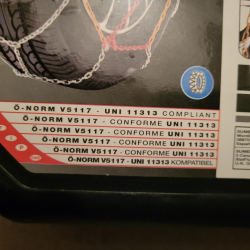 Ö-NORM V5117 - UNI 11313 COMPLIANT
Ö-NORM V5117 - CONFORME UNI 11313
Ö-NORM V5117 - CONFORME UNI 11313
Ö-NORM V5117 - CONFORME UNI 11313
Ö-NORM V5117 - CONFORME UNI 11313
Ö-NORM V5117 - UNI 11313 KOMPATIBEL